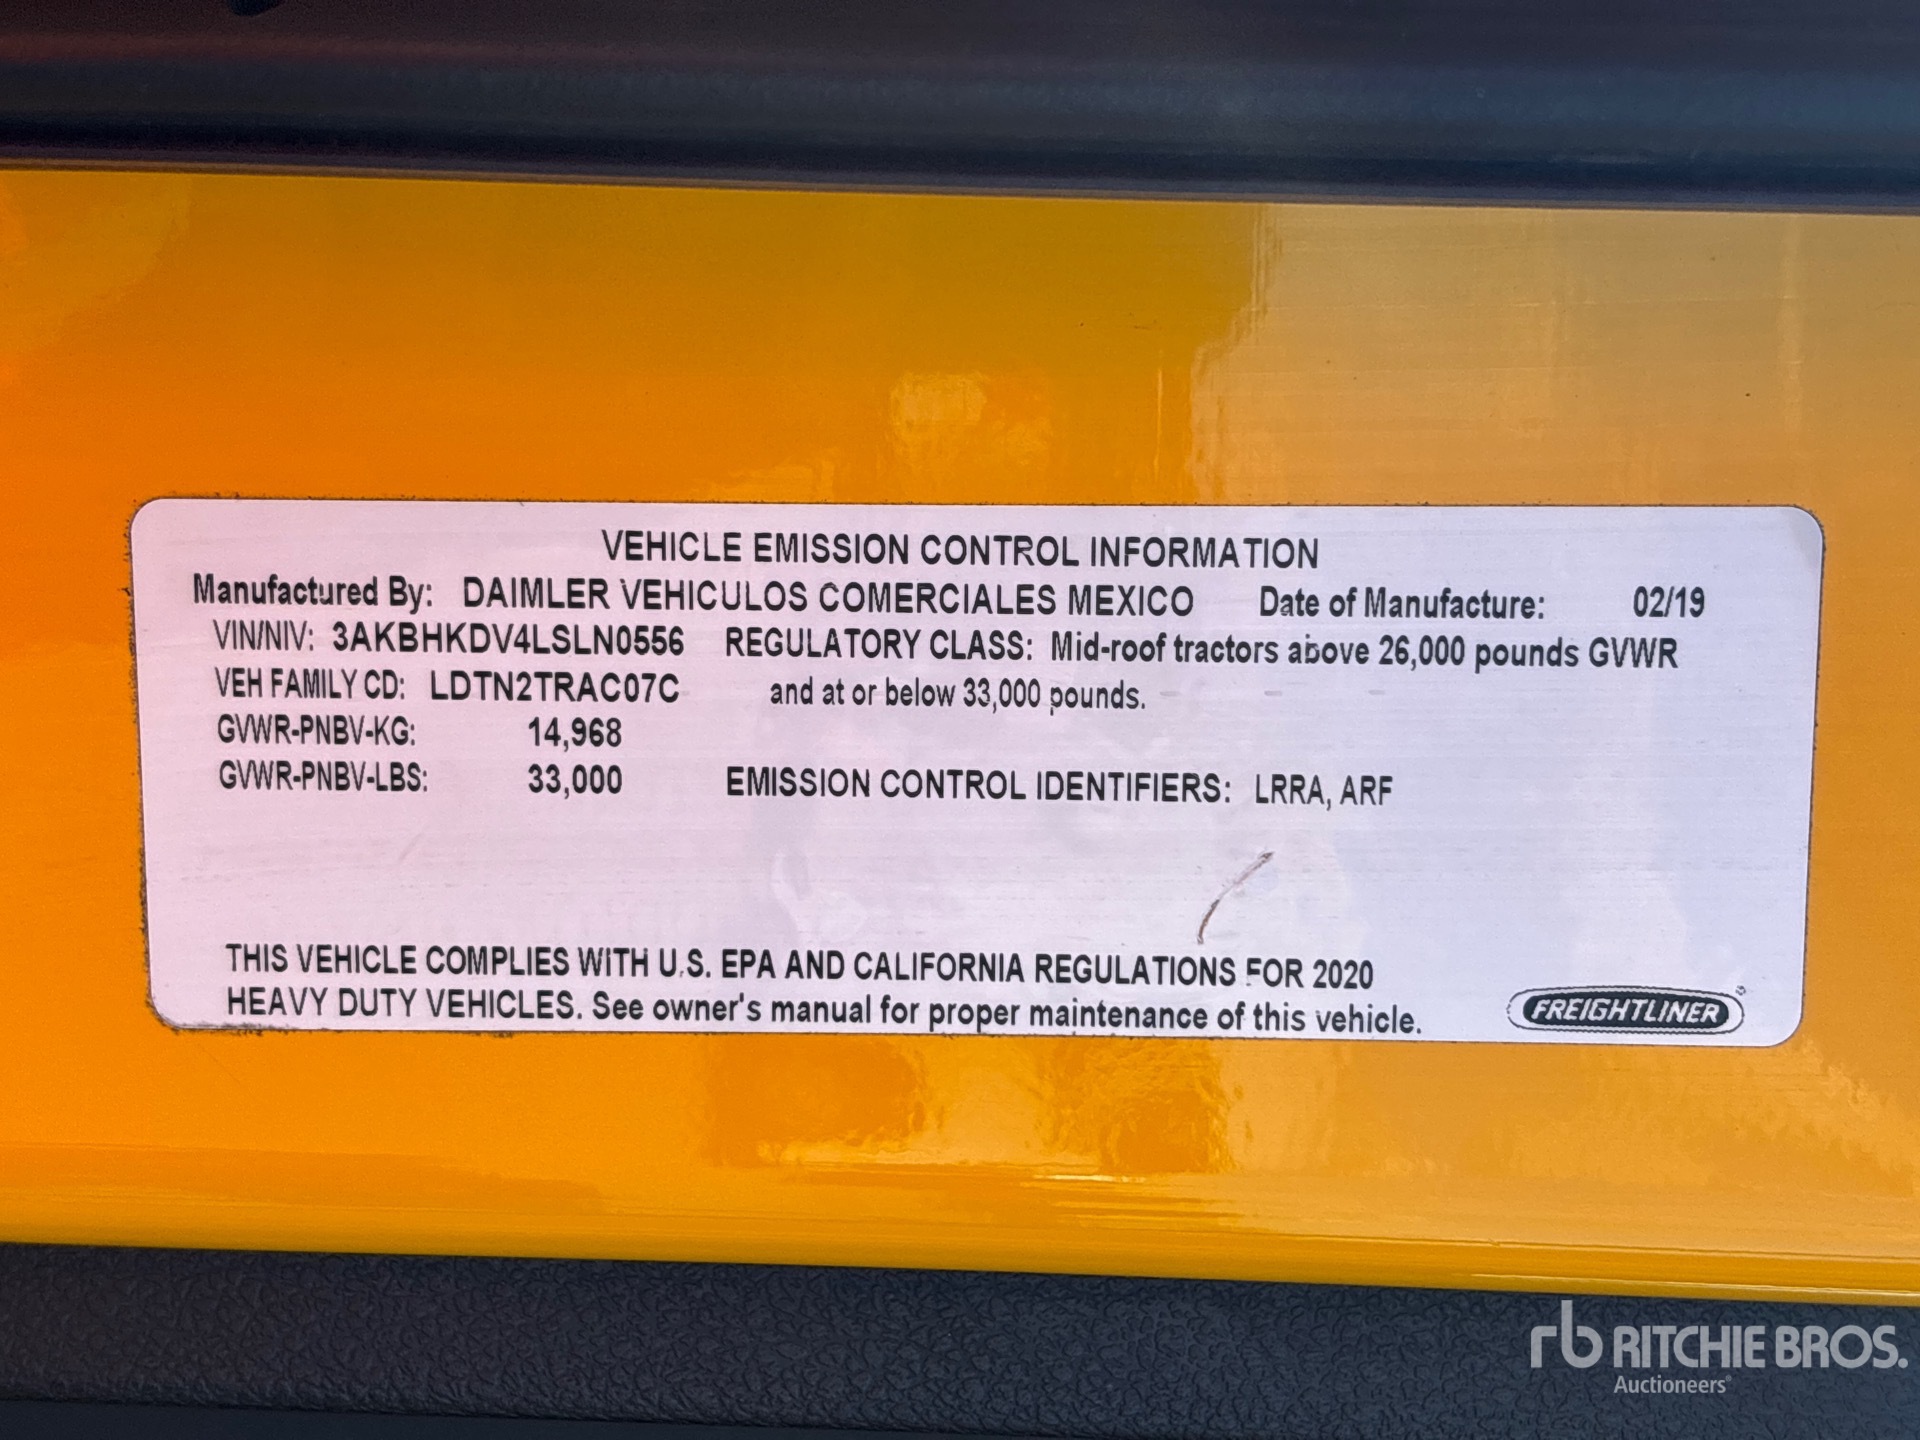 VEHICLE EMISSION CONTROL INFORMATION
Manufactured By: DAIMLER VEHICULOS COMERCIALES MEXICO Date of Manufacture: 02/19
VIN/NIV: 3AKBHKDV4LSLN0556 REGULATORY CLASS: Mid-roof tractors above 26,000 pounds GVWR
VEH FAMILY CD: LDTN2TRAC07C and at or below 33,000 pounds.
GVWR-PNBV-KG: 14,968
GVWR-PNBV-LBS: 33,000 EMISSION CONTROL IDENTIFIERS: LRRA, ARF
THIS VEHICLE COMPLIES WITH U.S. EPA AND CALIFORNIA REGULATIONS FOR 2020
HEAVY DUTY VEHICLES. See owner's manual for proper maintenance of this vehicle.
FREIGHTLINER®
rb RITCHIE BROS.
Auctioneers®